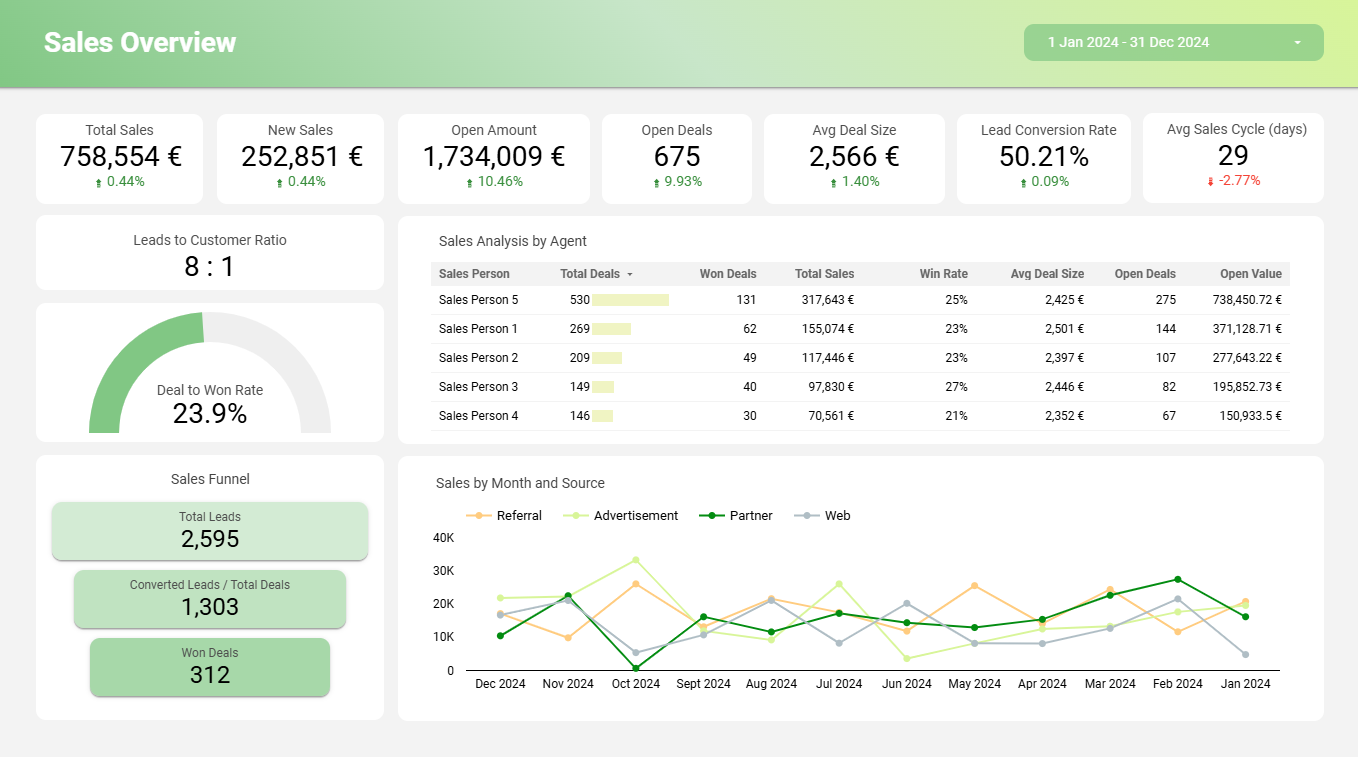 Sales Overview
1 Jan 2024 - 31 Dec 2024
Total Sales
758,554 €
0.44%
New Sales
252,851 €
0.44%
Open Amount
1,734,009 €
10.46%
Open Deals
675
9.93%
Avg Deal Size
2,566 €
1.40%
Lead Conversion Rate
50.21%
0.09%
Avg Sales Cycle (days)
29
-2.77%
Leads to Customer Ratio
8 : 1
Deal to Won Rate
23.9%
Sales Funnel
Total Leads
2,595
Converted Leads / Total Deals
1,303
Won Deals
312
Sales Analysis by Agent
Sales Person Total Deals Won Deals Total Sales Win Rate Avg Deal Size Open Deals Open Value
Sales Person 5 530 131 317,643 € 25% 2,425 € 275 738,450.72 €
Sales Person 1 269 62 155,074 € 23% 2,501 € 144 371,128.71 €
Sales Person 2 209 49 117,446 € 23% 2,397 € 107 277,643.22 €
Sales Person 3 149 40 97,830 € 27% 2,446 € 82 195,852.73 €
Sales Person 4 146 30 70,561 € 21% 2,352 € 67 150,933.5 €
Sales by Month and Source
Referral Advertisement Partner Web
40K
30K
20K
10K
0
Dec 2024 Nov 2024 Oct 2024 Sept 2024 Aug 2024 Jul 2024 Jun 2024 May 2024 Apr 2024 Mar 2024 Feb 2024 Jan 2024